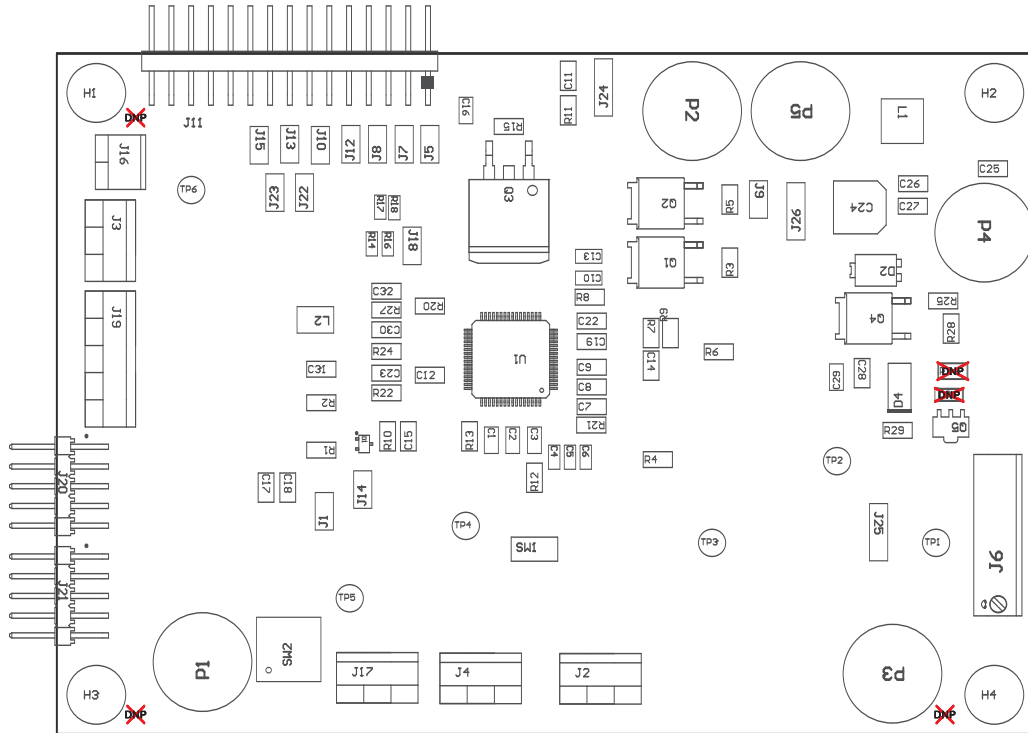 H1
DNP
J11
J16
TP6
J3
J19
J15
J13
J10
J12
J8
J7
J5
J23
J22
C16
R15
C11
R11
J24
P2
P5
L1
H2
C25
C26
C27
C24
P4
Q3
Q2
Q1
R5
J9
J26
R3
R17
R18
R14
R16
J18
C13
C10
R8
C22
C19
C9
C8
C7
R21
C32
R27
C30
R24
C23
R22
R20
C12
L2
C31
R2
R1
U1
R7
R9
C14
R6
D2
Q4
R25
R28
C29
C28
D4
R29
DNP
DNP
Q5
R10
C15
R13
C1
C2
C3
C4
C5
C6
R12
R4
TP2
J20
J21
C17
C18
J1
J14
TP4
SW1
TP3
J25
TP1
J6
TP5
P1
SW2
J17
J4
J2
P3
H3
DNP
H4
DNP